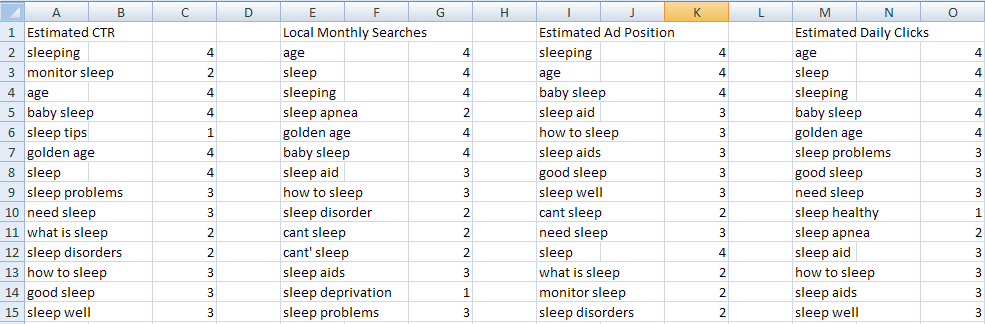 A B C D E F G H I J K L M N O
1 Estimated CTR Local Monthly Searches Estimated Ad Position Estimated Daily Clicks
2 sleeping 4 age 4 sleeping 4 age 4
3 monitor sleep 2 sleep 4 age 4 sleep 4
4 age 4 sleeping 4 baby sleep 4 sleeping 4
5 baby sleep 4 sleep apnea 2 sleep aid 3 baby sleep 4
6 sleep tips 1 golden age 4 how to sleep 3 golden age 4
7 golden age 4 baby sleep 4 sleep aids 3 sleep problems 3
8 sleep 4 sleep aid 3 good sleep 3 good sleep 3
9 sleep problems 3 how to sleep 3 sleep well 3 need sleep 3
10 need sleep 3 sleep disorder 2 cant sleep 2 sleep healthy 1
11 what is sleep 2 cant sleep 2 need sleep 3 sleep apnea 2
12 sleep disorders 2 cant' sleep 2 sleep 4 sleep aid 3
13 how to sleep 3 sleep aids 3 what is sleep 2 how to sleep 3
14 good sleep 3 sleep deprivation 1 monitor sleep 2 sleep aids 3
15 sleep well 3 sleep problems 3 sleep disorders 2 sleep well 3